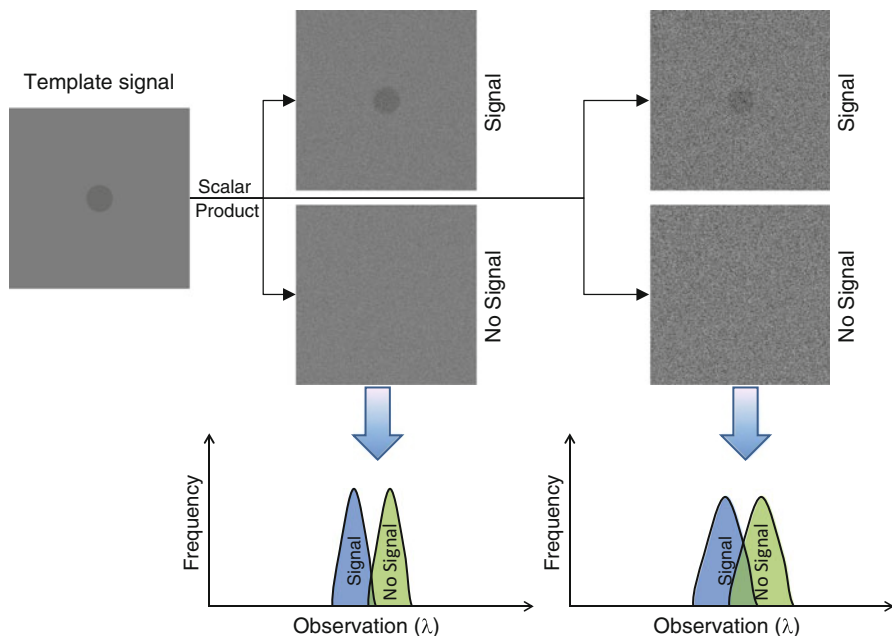 Template signal
Scalar
Product
Signal
No Signal
Signal
No Signal
Frequency
Signal
No Signal
Observation (λ)
Frequency
Signal
No Signal
Observation (λ)